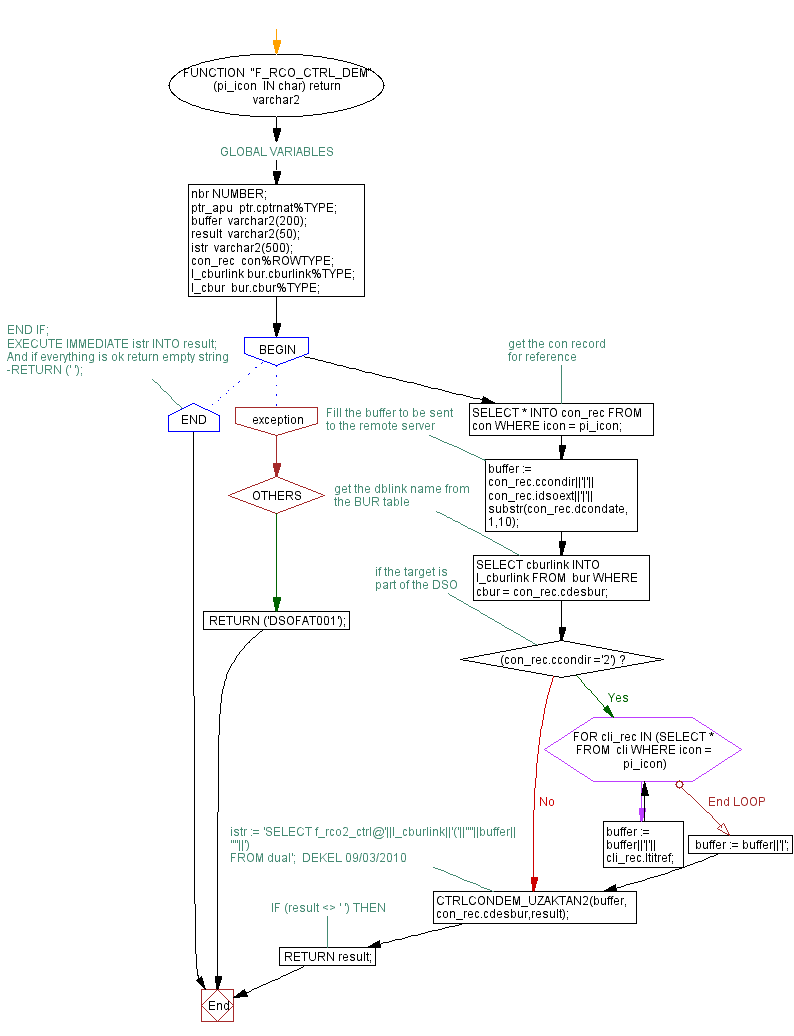 FUNCTION "F_RCO_CTRL_DEM"
(pi_icon IN char) return
varchar2
GLOBAL VARIABLES
nbr NUMBER;
ptr_apu ptr.cptrnat%TYPE;
buffer varchar2(200);
result varchar2(50);
istr varchar2(500);
con_rec con%ROWTYPE;
l_cburlink bur.cburlink%TYPE;
l_cbur bur.cbur%TYPE;
END IF;
EXECUTE IMMEDIATE istr INTO result;
And if everything is ok return empty string
-RETURN (' ');
BEGIN
get the con record
for reference
END
exception
Fill the buffer to be sent
to the remote server
SELECT * INTO con_rec FROM
con WHERE icon = pi_icon;
buffer :=
con_rec.ccondir||'|'||
con_rec.idsoext||'|'||
substr(con_rec.dcondate,
1,10);
OTHERS
get the dblink name from
the BUR table
SELECT cburlink INTO
l_cburlink FROM bur WHERE
cbur = con_rec.cdesbur;
if the target is
part of the DSO
RETURN ('DSOFAT001');
(con_rec.ccondir ='2') ?
Yes
FOR cli_rec IN (SELECT *
FROM cli WHERE icon =
pi_icon)
No
End LOOP
buffer :=
buffer||'|'||
cli_rec.ltitref;
buffer := buffer||'|';
istr := 'SELECT f_rco2_ctrl@'||l_cburlink||'('||''''||buffer||
''''||')
FROM dual'; DEKEL 09/03/2010
CTRLCONDEM_UZAKTAN2(buffer,
con_rec.cdesbur,result);
IF (result <> ' ') THEN
RETURN result;
End